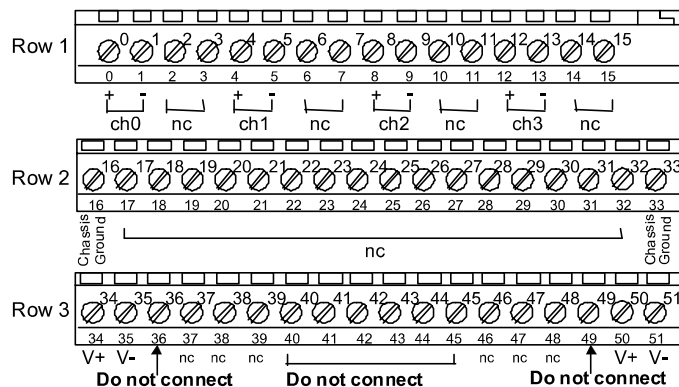 Row 1
0 1 2 3 4 5 6 7 8 9 10 11 12 13 14 15
0 1 2 3 4 5 6 7 8 9 10 11 12 13 14 15
+ - + - + - + -
ch0 nc ch1 nc ch2 nc ch3 nc
Row 2
16 17 18 19 20 21 22 23 24 25 26 27 28 29 30 31 32 33
16 17 18 19 20 21 22 23 24 25 26 27 28 29 30 31 32 33
Chassis Ground
nc
Chassis Ground
Row 3
34 35 36 37 38 39 40 41 42 43 44 45 46 47 48 49 50 51
34 35 36 37 38 39 40 41 42 43 44 45 46 47 48 49 50 51
V+ V- nc nc nc nc nc nc V+ V-
Do not connect Do not connect Do not connect